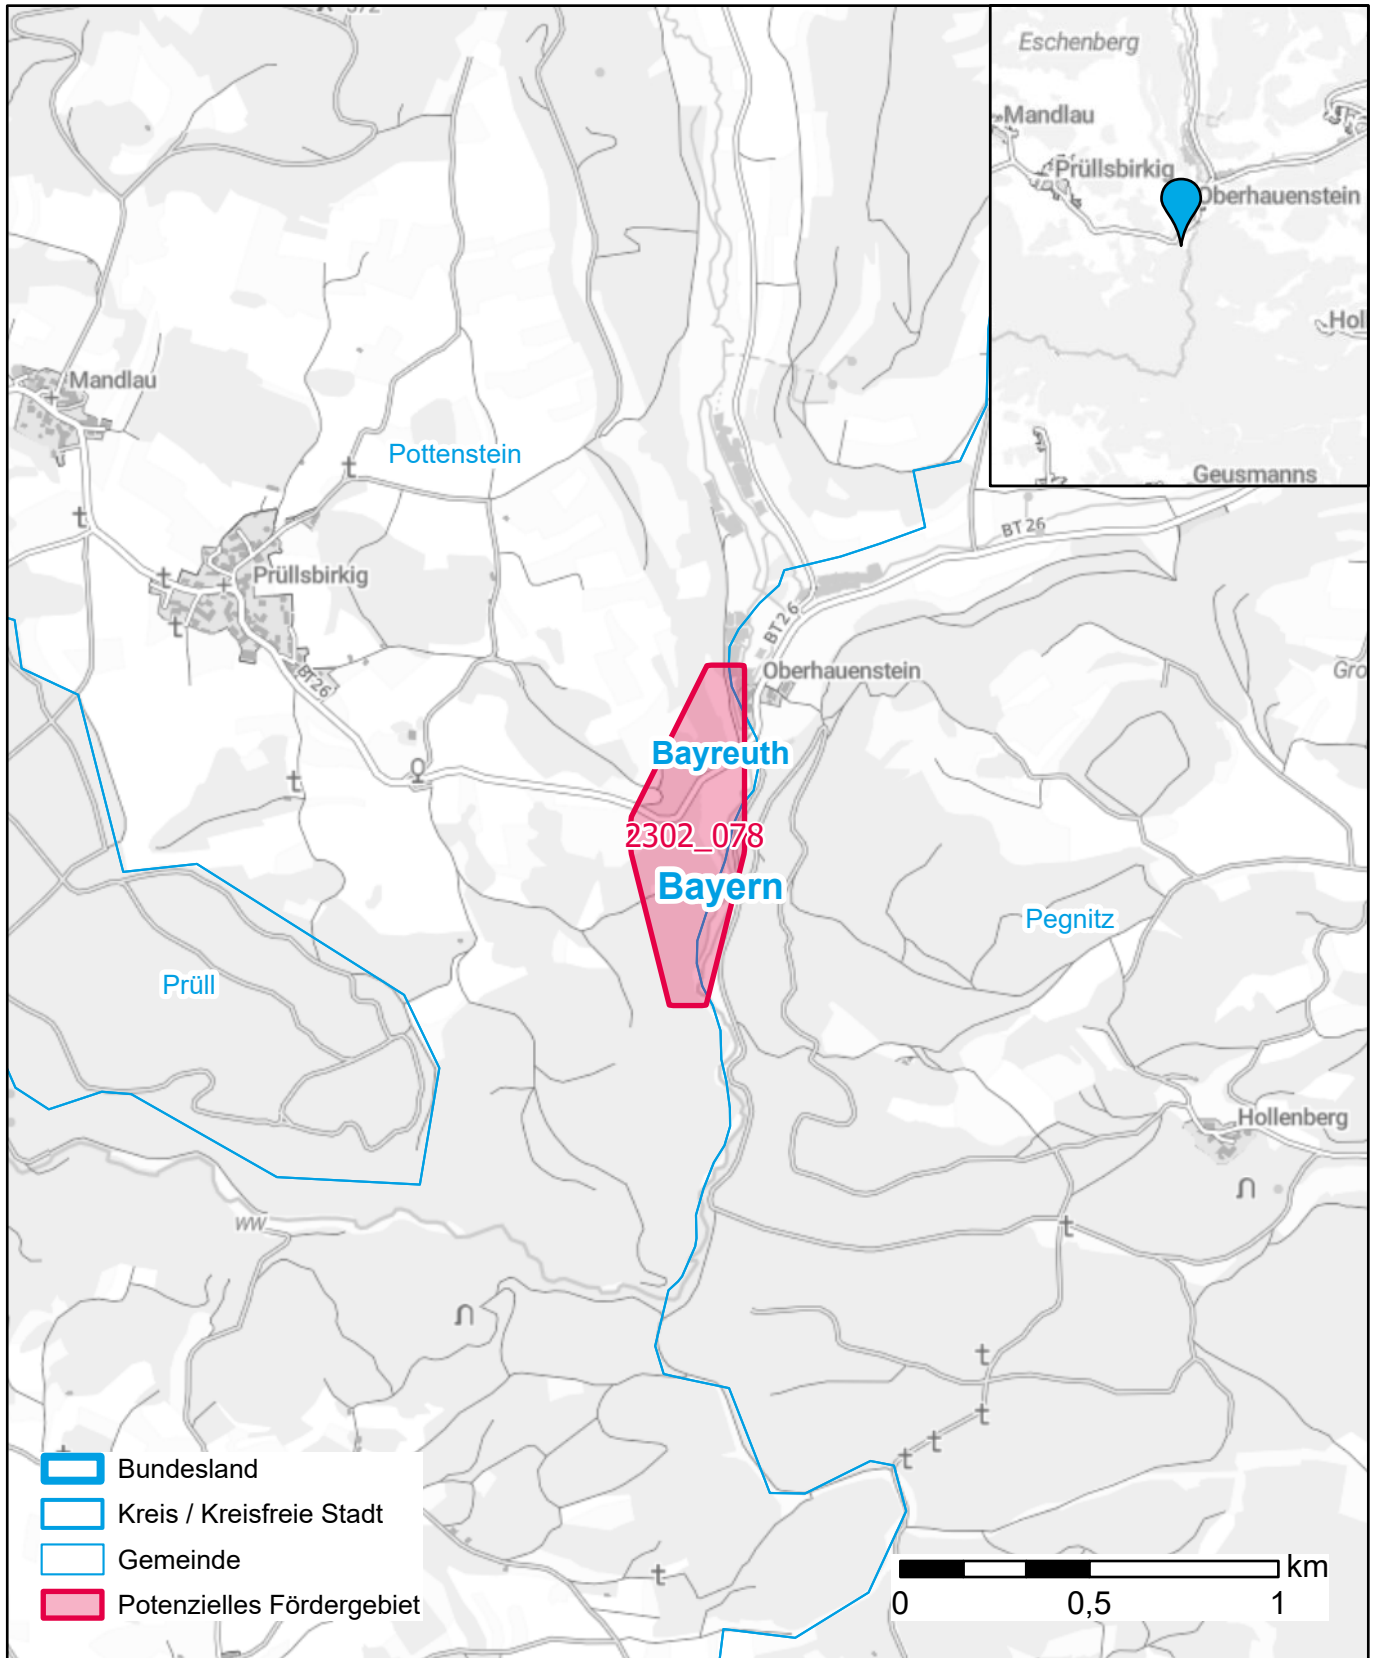 Eschenberg
Mandlau
Prüllsbirkig
Oberhauenstein
Hol
Geusmanns
Mandlau
Pottenstein
BT 26
Prüllsbirkig
BT 26
BT26
Oberhauenstein
Gro
Bayreuth
2302_078
Bayern
Pegnitz
Prüll
Hollenberg
WW
Bundesland
Kreis / Kreisfreie Stadt
Gemeinde
Potenzielles Fördergebiet
km
0 0,5 1